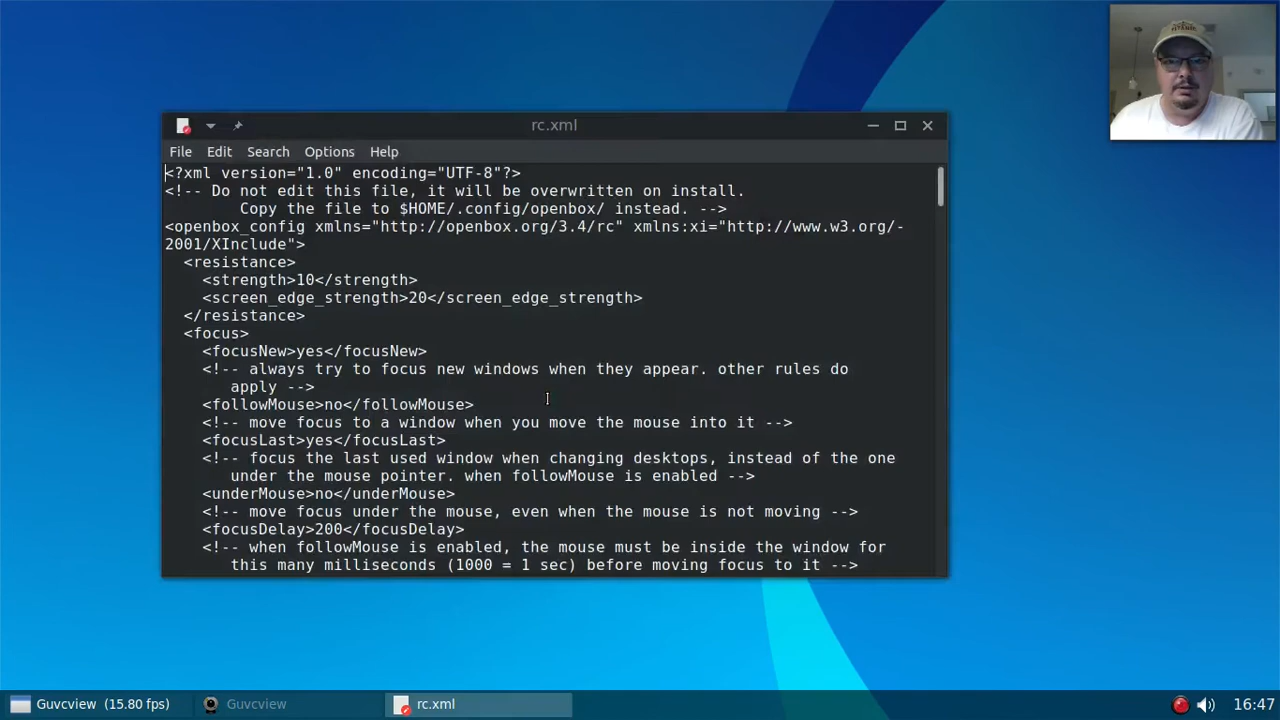 rc.xml
File Edit Search Options Help
<?xml version="1.0" encoding="UTF-8"?>
<!-- Do not edit this file, it will be overwritten on install.
Copy the file to $HOME/.config/openbox/ instead. -->
<openbox_config xmlns="http://openbox.org/3.4/rc" xmlns:xi="http://www.w3.org/-
2001/XInclude">
<resistance>
<strength>10</strength>
<screen_edge_strength>20</screen_edge_strength>
</resistance>
<focus>
<focusNew>yes</focusNew>
<!-- always try to focus new windows when they appear. other rules do
apply -->
<followMouse>no</followMouse>
<!-- move focus to a window when you move the mouse into it -->
<focusLast>yes</focusLast>
<!-- focus the last used window when changing desktops, instead of the one
under the mouse pointer. when followMouse is enabled -->
<underMouse>no</underMouse>
<!-- move focus under the mouse, even when the mouse is not moving -->
<focusDelay>200</focusDelay>
<!-- when followMouse is enabled, the mouse must be inside the window for
this many milliseconds (1000 = 1 sec) before moving focus to it -->
Guvcview (15.80 fps) Guvcview rc.xml 16:47